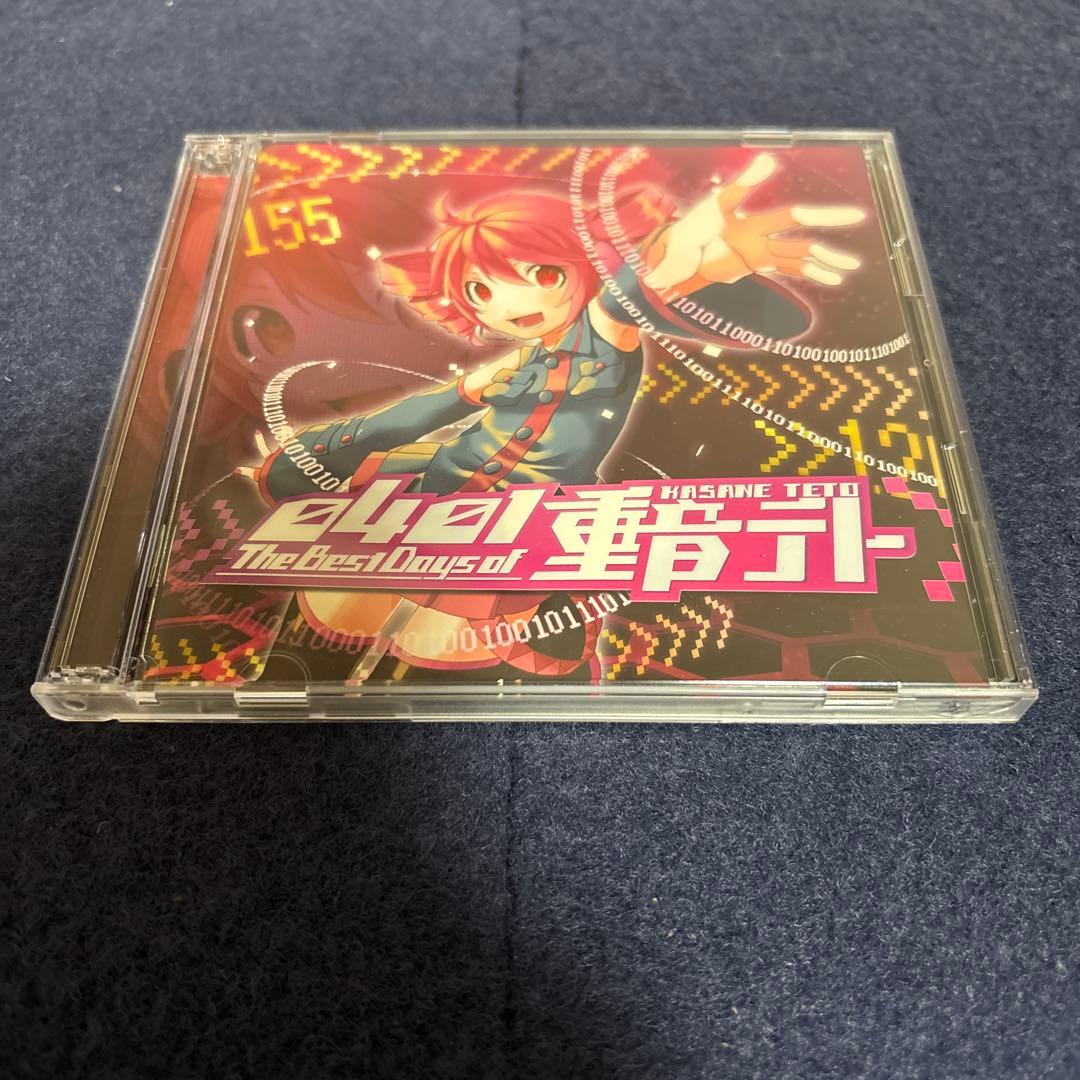 155
>>12
KASANE TETO
0401 重音テト
The Best Days of